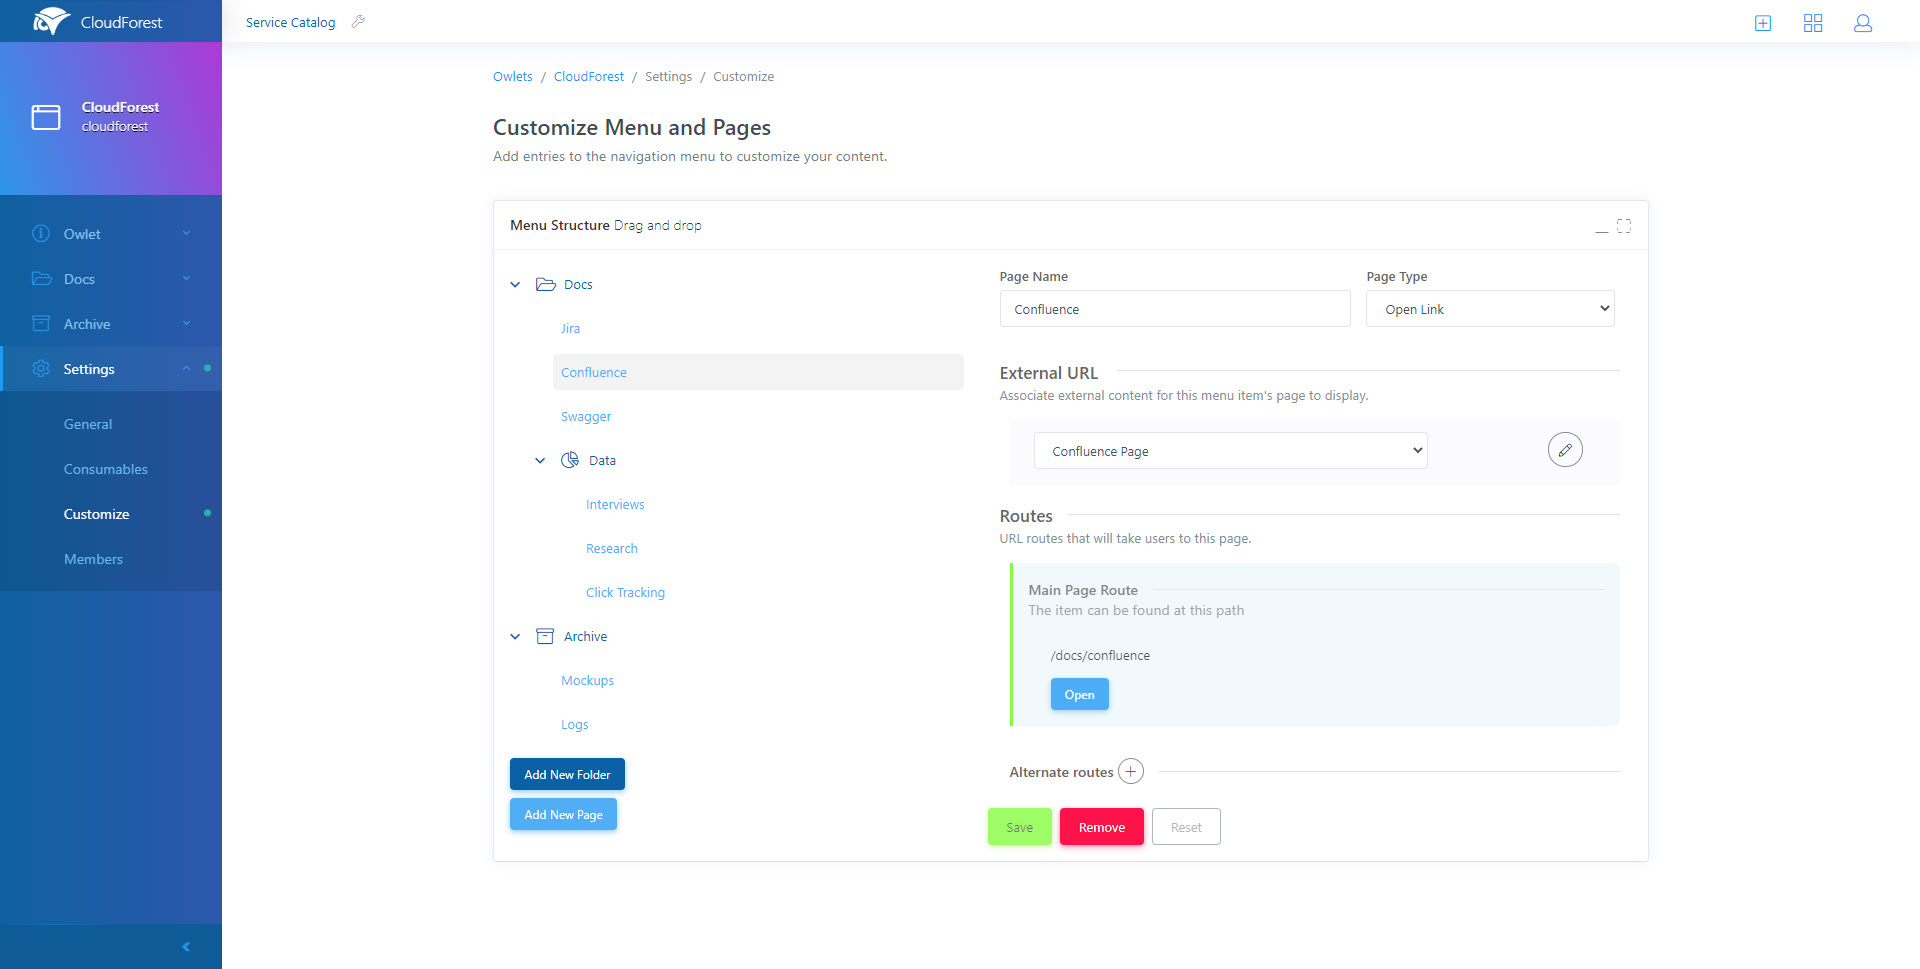 CloudForest
Service Catalog
CloudForest
cloudforest
Owlet
Docs
Archive
Settings
General
Consumables
Customize
Members
Owlets / CloudForest / Settings / Customize
Customize Menu and Pages
Add entries to the navigation menu to customize your content.
Menu Structure Drag and drop
Docs
Jira
Confluence
Swagger
Data
Interviews
Research
Click Tracking
Archive
Mockups
Logs
Add New Folder
Add New Page
Page Name
Page Type
Confluence
Open Link
External URL
Associate external content for this menu item's page to display.
Confluence Page
Routes
URL routes that will take users to this page.
Main Page Route
The item can be found at this path
/docs/confluence
Open
Alternate routes
Save
Remove
Reset